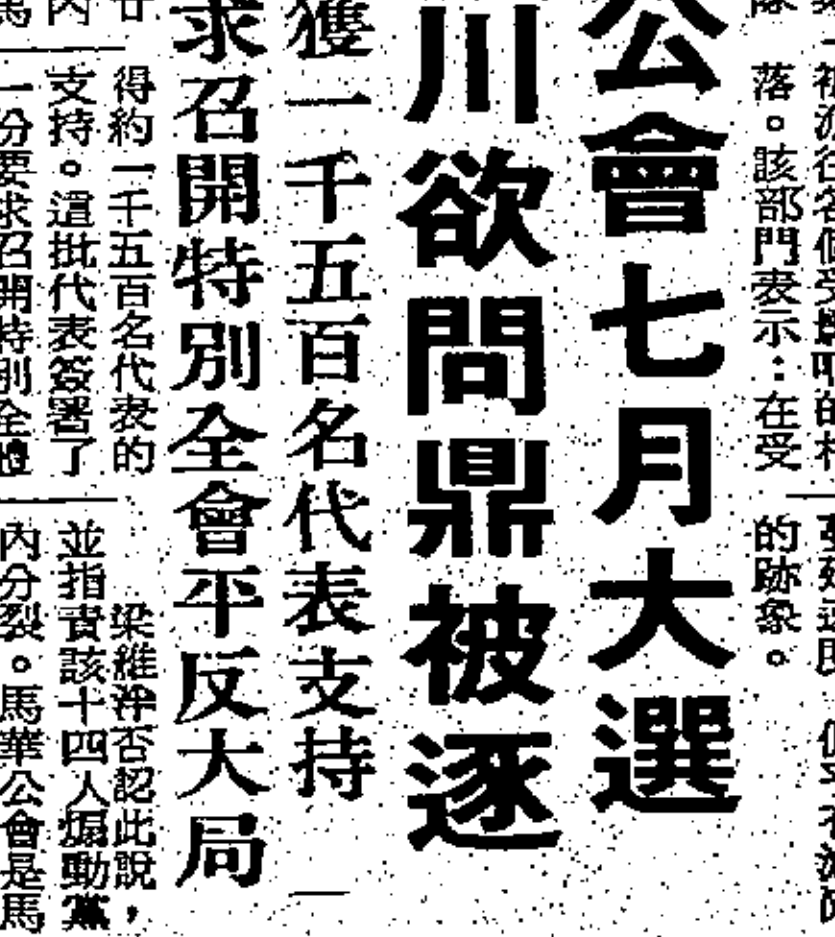 落。該部門表示：在受
的跡象。
公會七月大選
川欲問鼎被逐
獲一千五百名代表支持
求召開特別全會平反大局
得約一千五百名代表的
支持。這批代表簽署了
一份要求召開特別全體
梁維泙否認此說，
並指責該十四人煽動黨
內分裂。馬華公會是馬